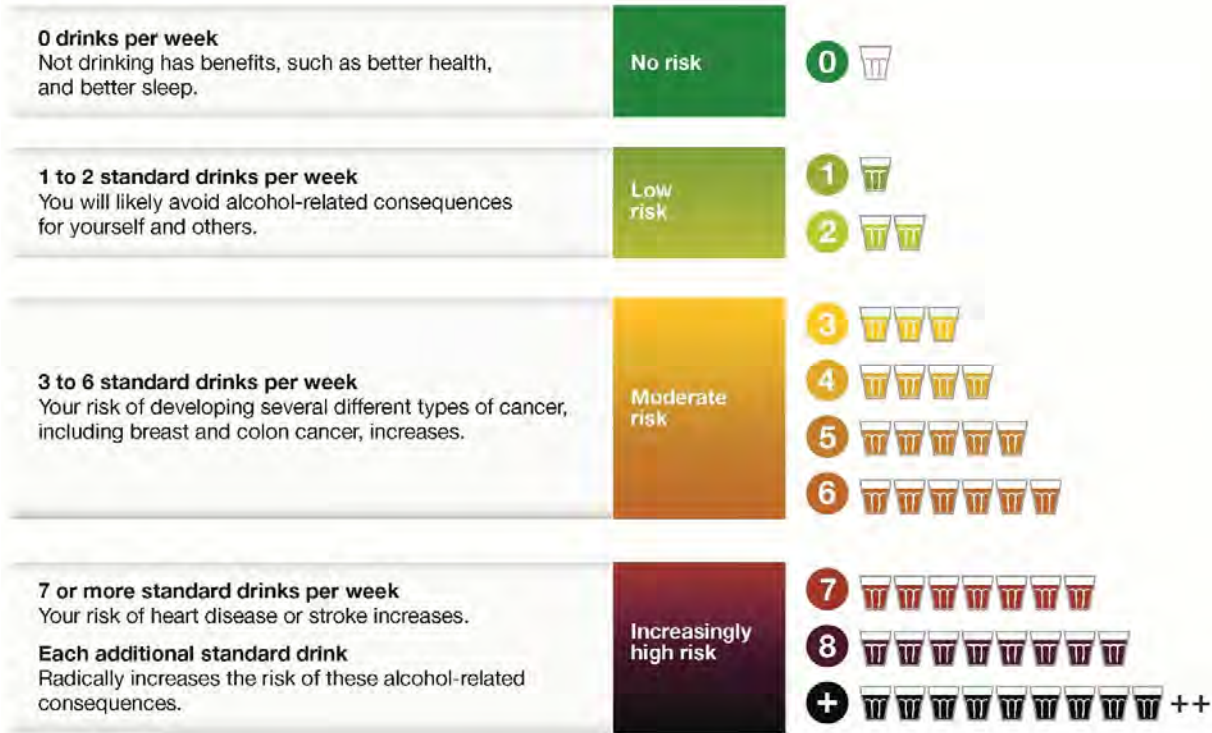 0 drinks per week
Not drinking has benefits, such as better health,
and better sleep.
No risk
0
1 to 2 standard drinks per week
You will likely avoid alcohol-related consequences
for yourself and others.
Low
risk
1
2
3 to 6 standard drinks per week
Your risk of developing several different types of cancer,
including breast and colon cancer, increases.
Moderate
risk
3
4
5
6
7 or more standard drinks per week
Your risk of heart disease or stroke increases.
Each additional standard drink
Radically increases the risk of these alcohol-related
consequences.
Increasingly
high risk
7
8
+ ++